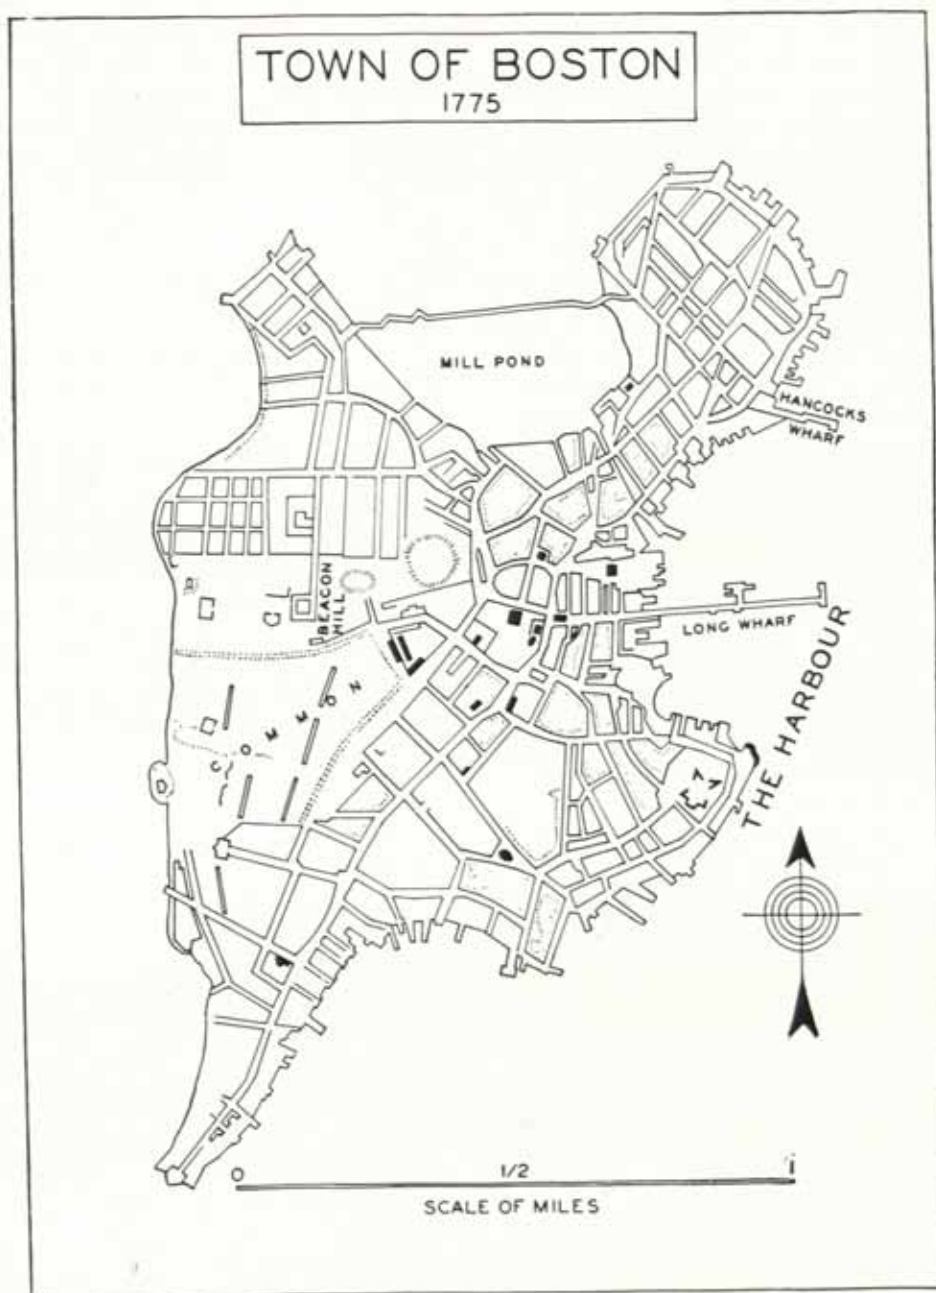 TOWN OF BOSTON
1775
MILL POND
HANCOCKS
WHARF
BEACON
HILL
LONG WHARF
COMMON
THE HARBOUR
0 1/2 1
SCALE OF MILES